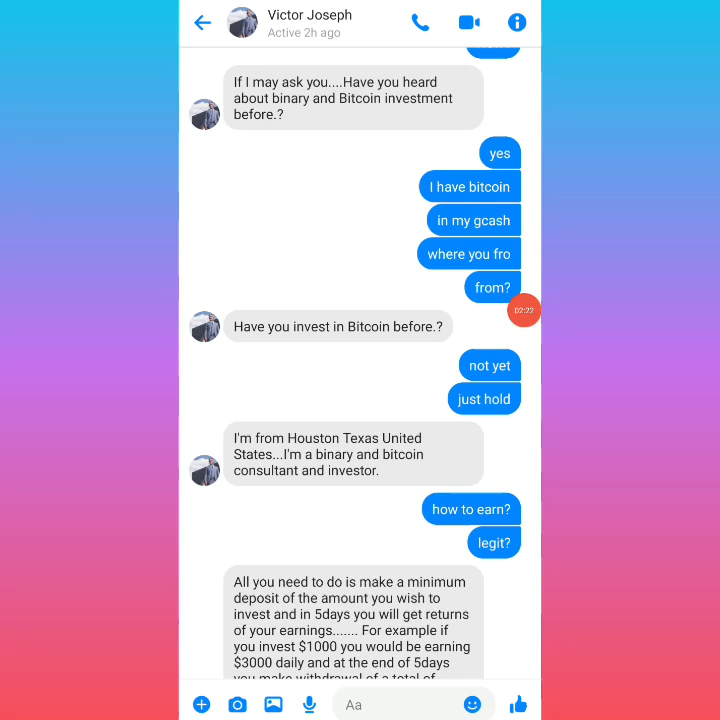 Victor Joseph
Active 2h ago
If I may ask you....Have you heard
about binary and Bitcoin investment
before.?
yes
I have bitcoin
in my gcash
where you fro
from?
02:22
Have you invest in Bitcoin before.?
not yet
just hold
I'm from Houston Texas United
States...I'm a binary and bitcoin
consultant and investor.
how to earn?
legit?
All you need to do is make a minimum
deposit of the amount you wish to
invest and in 5days you will get returns
of your earnings....... For example if
you invest $1000 you would be earning
$3000 daily and at the end of 5days
you make withdrawal of a total of
Aa